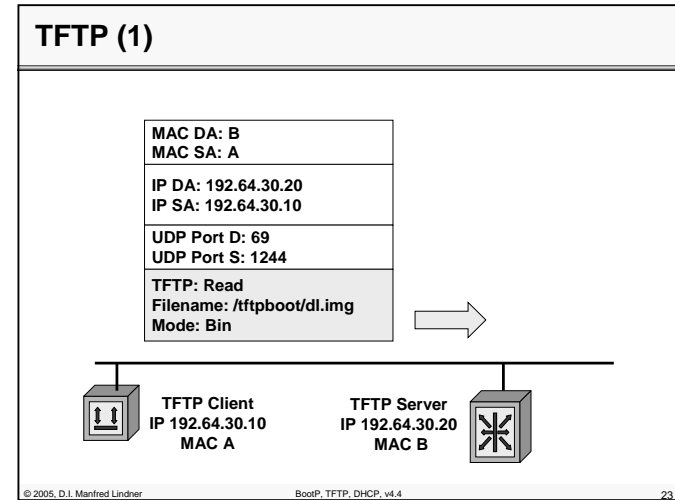 TFTP (1)
MAC DA: B
MAC SA: A
IP DA: 192.64.30.20
IP SA: 192.64.30.10
UDP Port D: 69
UDP Port S: 1244
TFTP: Read
Filename: /tftpboot/dl.img
Mode: Bin
TFTP Client
IP 192.64.30.10
MAC A
TFTP Server
IP 192.64.30.20
MAC B
© 2005, D.I. Manfred Lindner
BootP, TFTP, DHCP, v4.4
23